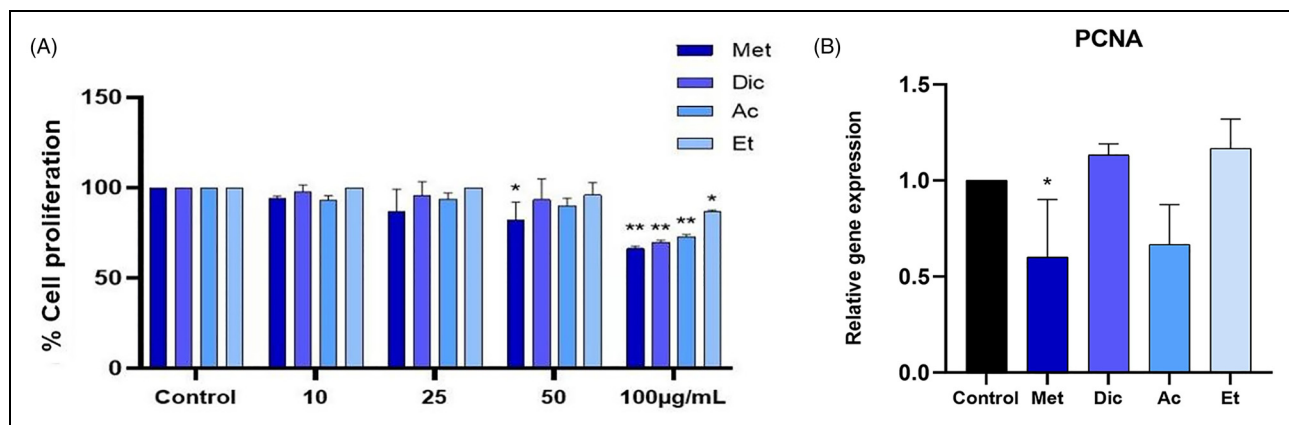 (A)
Met
Dic
Ac
Et
150
100
50
0
% Cell proliferation
*
** ** ** *
Control 10 25 50 100µg/mL
(B)
PCNA
1.5
1.0
0.5
0.0
Relative gene expression
*
Control Met Dic Ac Et